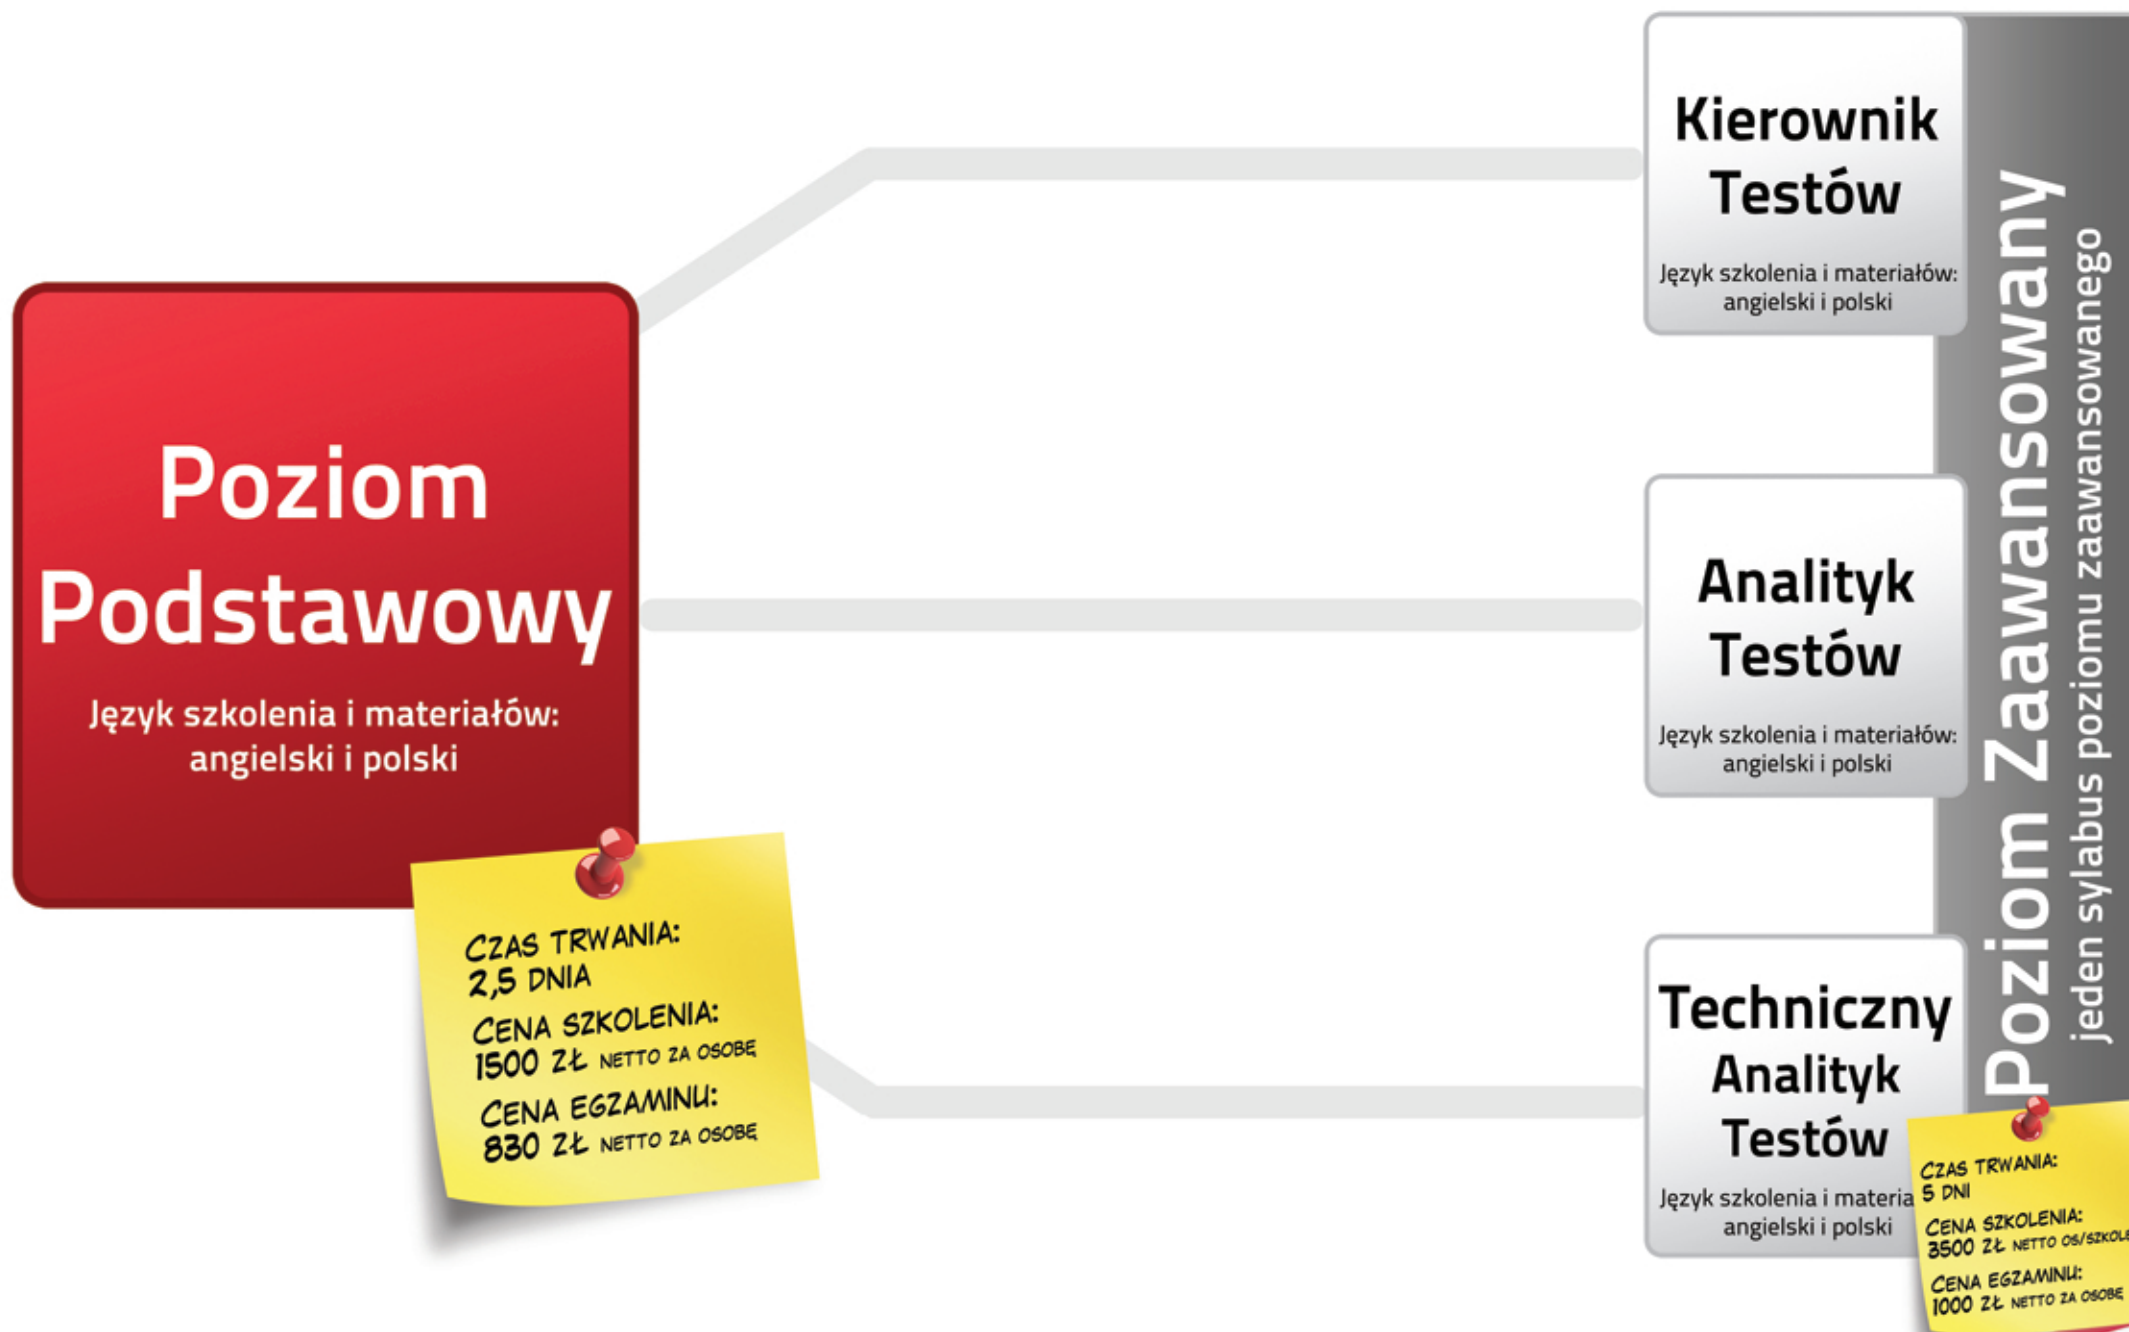 Poziom
Podstawowy
Język szkolenia i materiałów:
angielski i polski
CZAS TRWANIA:
2,5 DNIA
CENA SZKOLENIA:
1500 ZŁ NETTO ZA OSOBĘ
CENA EGZAMINU:
830 ZŁ NETTO ZA OSOBĘ
Kierownik
Testów
Język szkolenia i materiałów:
angielski i polski
Analityk
Testów
Język szkolenia i materiałów:
angielski i polski
Techniczny
Analityk
Testów
Język szkolenia i materia
angielski i polski
Poziom Zaawansowany
jeden sylabus poziomu zaawansowanego
CZAS TRWANIA:
5 DNI
CENA SZKOLENIA:
3500 ZŁ NETTO OS/SZKOLE
CENA EGZAMINU:
1000 ZŁ NETTO ZA OSOBĘ